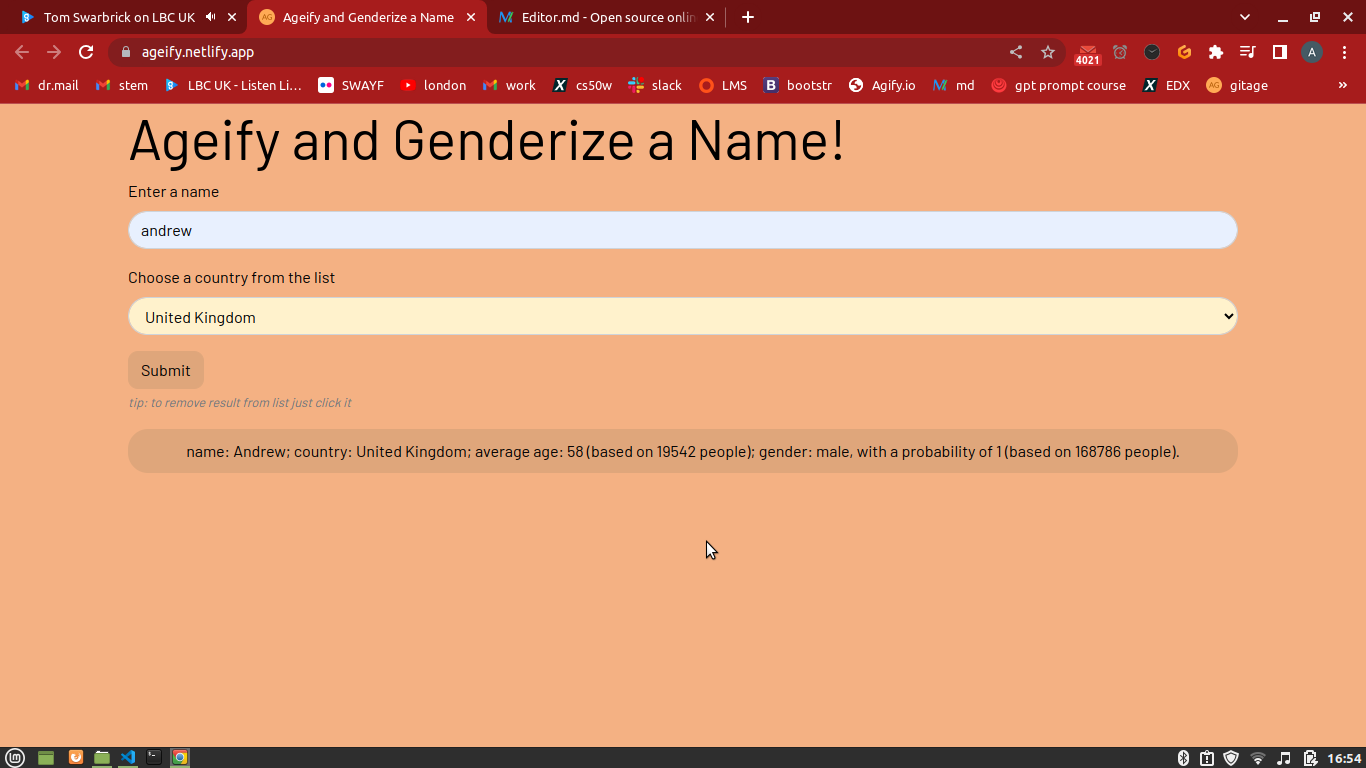 Tom Swarbrick on LBC UK
Ageify and Genderize a Name
Editor.md - Open source onlin
ageify.netlify.app
4021
A
dr.mail
stem
LBC UK - Listen Li…
SWAYF
london
work
cs50w
slack
LMS
bootstr
Agify.io
md
gpt prompt course
EDX
gitage
»
Ageify and Genderize a Name!
Enter a name
andrew
Choose a country from the list
United Kingdom
Submit
tip: to remove result from list just click it
name: Andrew; country: United Kingdom; average age: 58 (based on 19542 people); gender: male, with a probability of 1 (based on 168786 people).
16:54